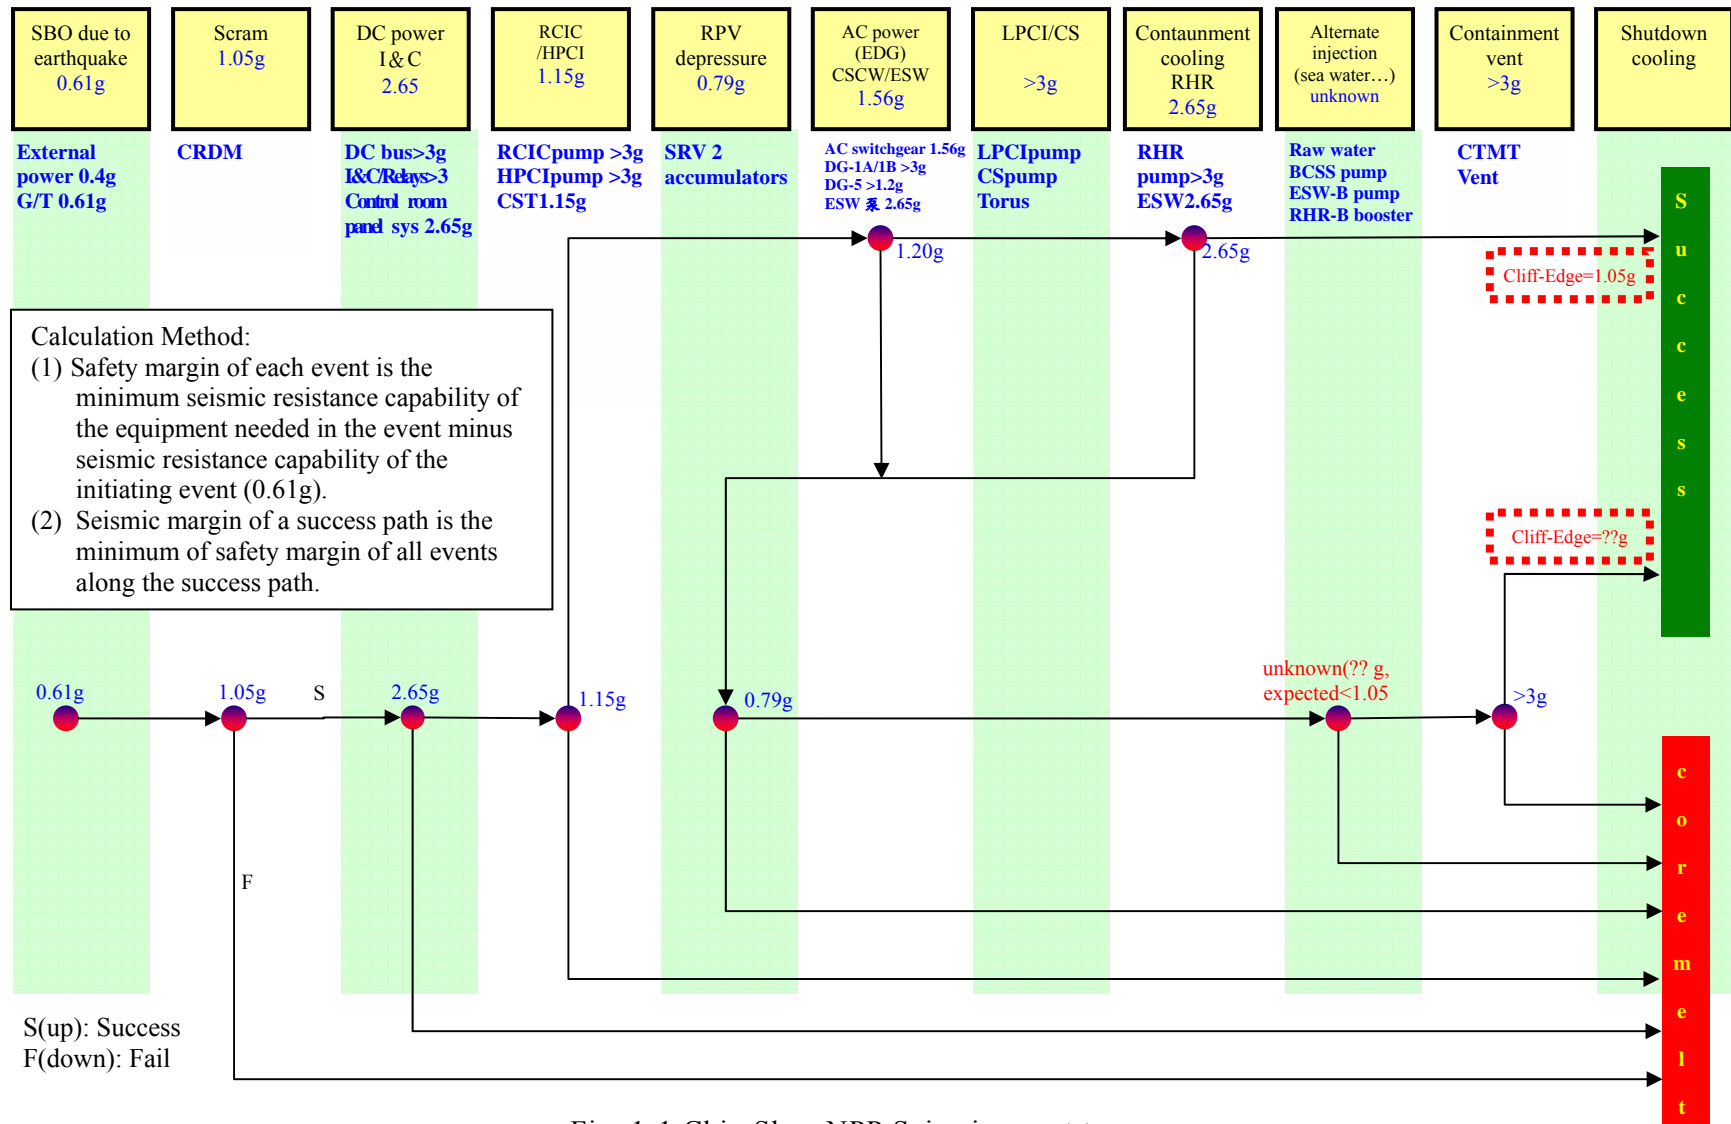 SBO due to
earthquake
0.61g
Scram
1.05g
DC power
I&C
2.65
RCIC
/HPCI
1.15g
RPV
depressure
0.79g
AC power
(EDG)
CSCW/ESW
1.56g
LPCI/CS
>3g
Contaunment
cooling
RHR
2.65g
Alternate
injection
(sea water…)
unknown
Containment
vent
>3g
Shutdown
cooling
External
power 0.4g
G/T 0.61g
CRDM
DC bus>3g
I&C/Relays>3
Control room
panel sys 2.65g
RCICpump >3g
HPCIpump >3g
CST1.15g
SRV 2
accumulators
AC switchgear 1.56g
DG-1A/1B >3g
DG-5 >1.2g
ESW 泵 2.65g
LPCIpump
CSpump
Torus
RHR
pump>3g
ESW2.65g
Raw water
BCSS pump
ESW-B pump
RHR-B booster
CTMT
Vent
1.20g
2.65g
Cliff-Edge=1.05g
Success
Calculation Method:
(1) Safety margin of each event is the
minimum seismic resistance capability of
the equipment needed in the event minus
seismic resistance capability of the
initiating event (0.61g).
(2) Seismic margin of a success path is the
minimum of safety margin of all events
along the success path.
Cliff-Edge=??g
0.61g
1.05g
S
2.65g
1.15g
0.79g
unknown(?? g,
expected<1.05
>3g
F
core melt
S(up): Success
F(down): Fail